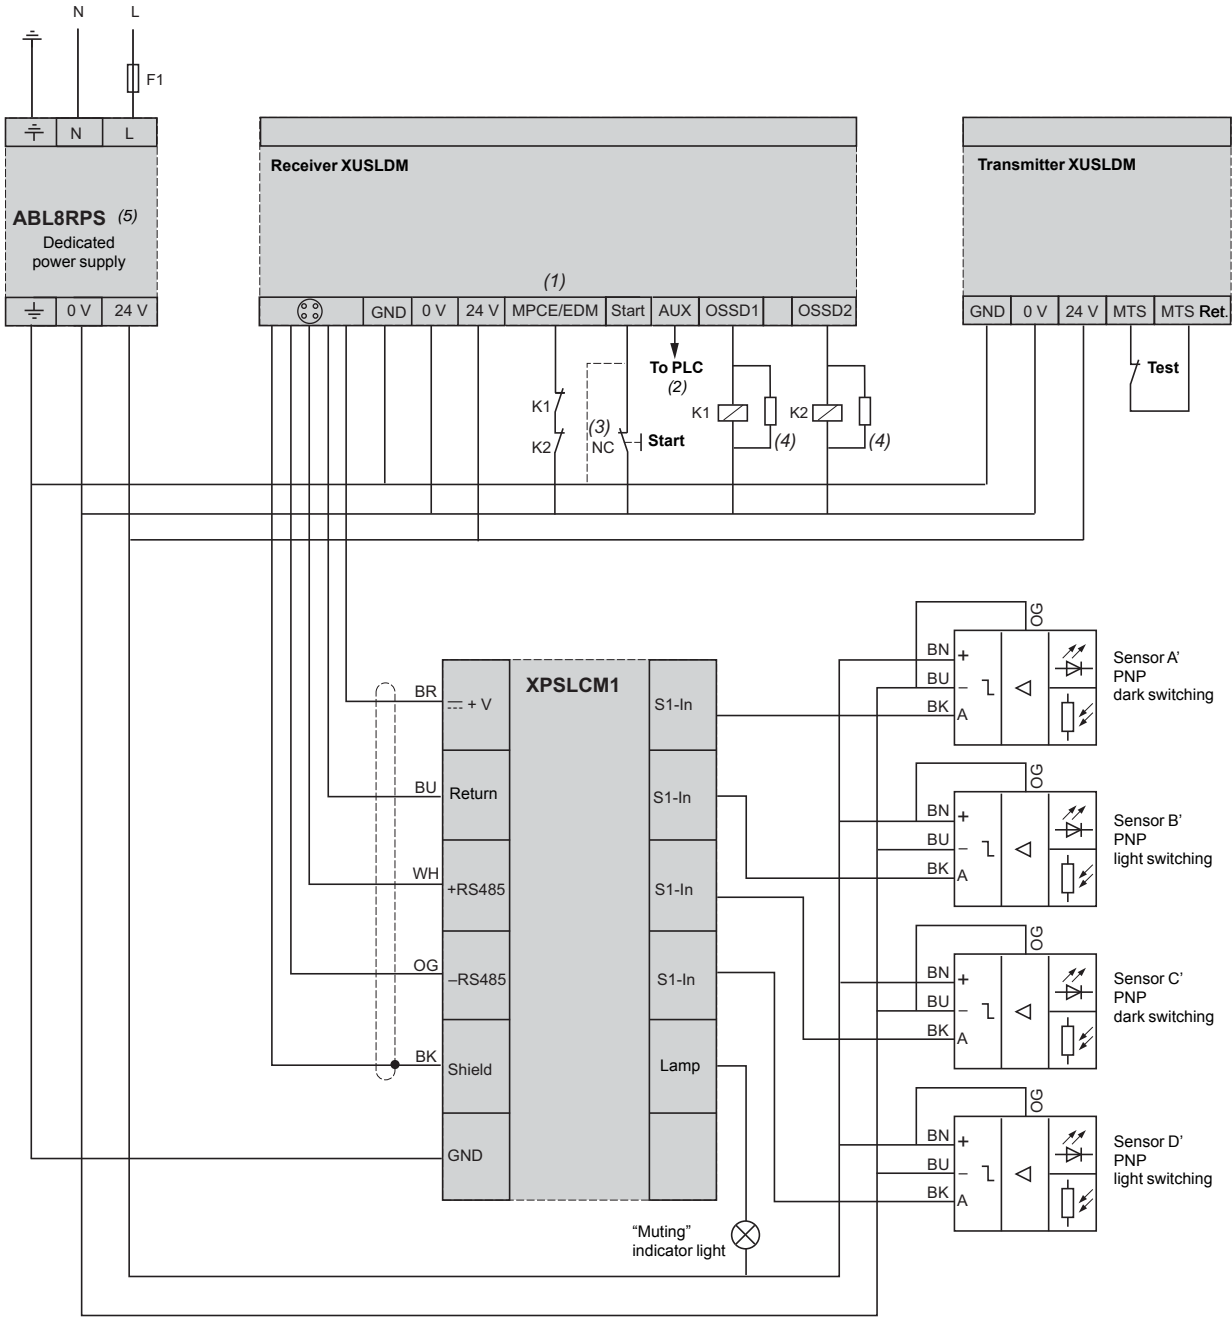 N L
F1
N L
ABL8RPS (5)
Dedicated
power supply
0 V 24 V
Receiver XUSLDM
(1)
GND 0 V 24 V MPCE/EDM Start AUX OSSD1 OSSD2
Transmitter XUSLDM
GND 0 V 24 V MTS MTS Ret.
To PLC
(2)
Test
K1
K2
(3)
NC
Start
K1
(4)
K2
(4)
XPSLCM1
BR
+ V
BU
Return
WH
+RS485
OG
–RS485
BK
Shield
GND
S1-In
S1-In
S1-In
S1-In
Lamp
"Muting"
indicator light
OG
BN +
BU –
BK A
Sensor A’
PNP
dark switching
OG
BN +
BU –
BK A
Sensor B’
PNP
light switching
OG
BN +
BU –
BK A
Sensor C’
PNP
dark switching
OG
BN +
BU –
BK A
Sensor D’
PNP
light switching